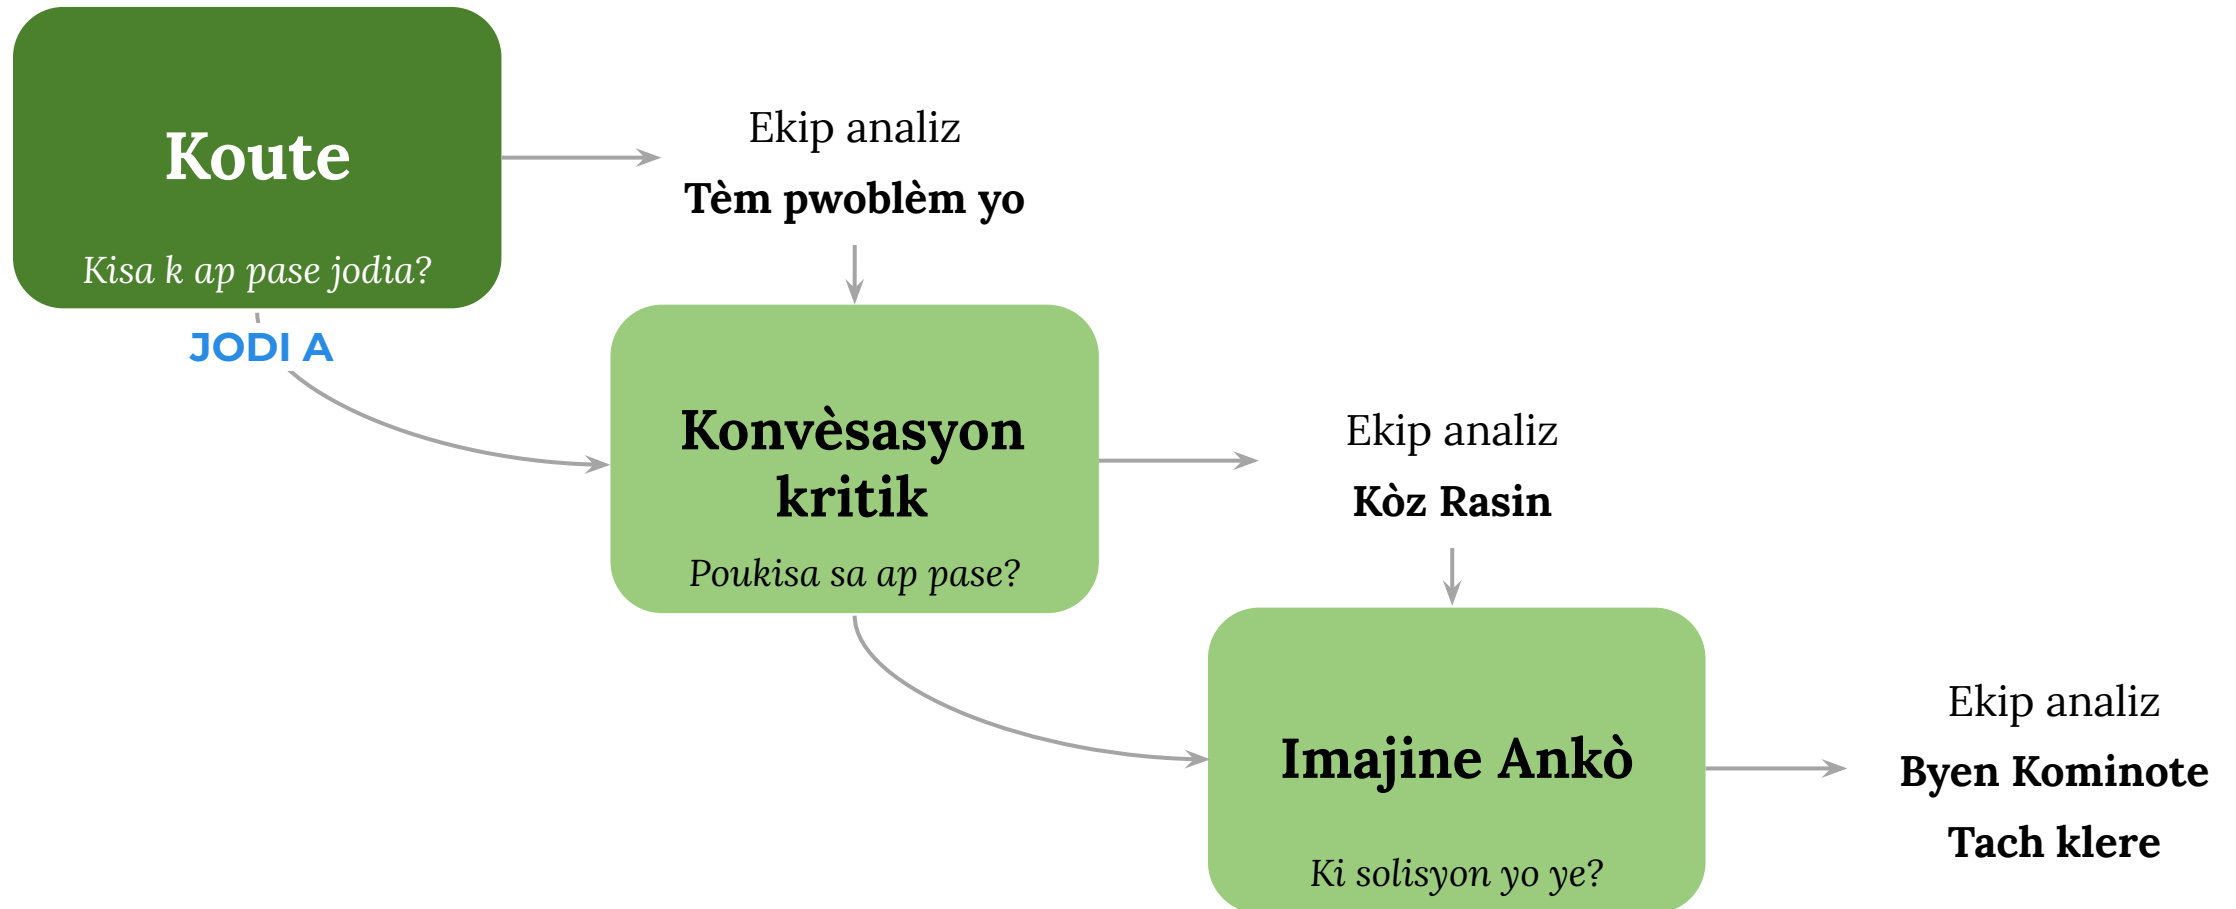 Koute
Kisa k ap pase jodia?
Ekip analiz
Tèm pwoblèm yo
JODI A
Konvèsasyon
kritik
Poukisa sa ap pase?
Ekip analiz
Kòz Rasin
Imajine Ankò
Ki solisyon yo ye?
Ekip analiz
Byen Kominote
Tach klere